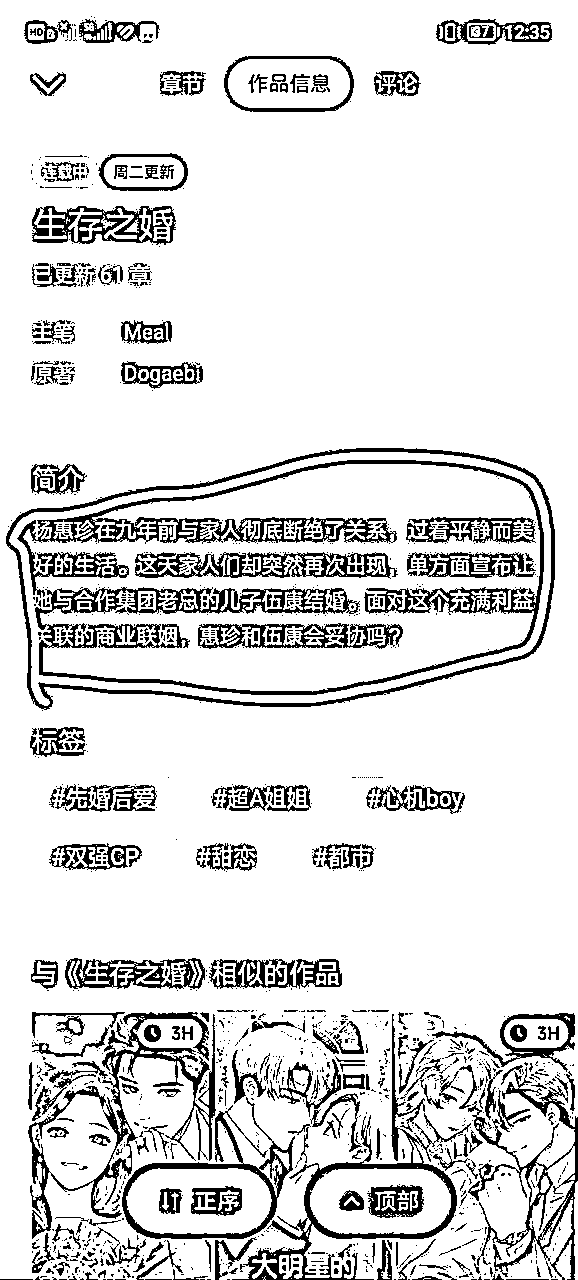 12:35
章节 作品信息 评论
连载中 周二更新
生存之婚
已更新 61 章
主笔 Meal
原著 Dogaebi
简介
杨惠珍在九年前与家人彻底断绝了关系，过着平静而美
好的生活。这天家人们却突然再次出现，单方面宣布让
她与合作集团老总的儿子伍康结婚。面对这个充满利益
关联的商业联姻，惠珍和伍康会妥协吗？
标签
#先婚后爱 #超A姐姐 #心机boy
#双强CP #甜恋 #都市
与《生存之婚》相似的作品
3H 3H
正序 顶部
大明星的